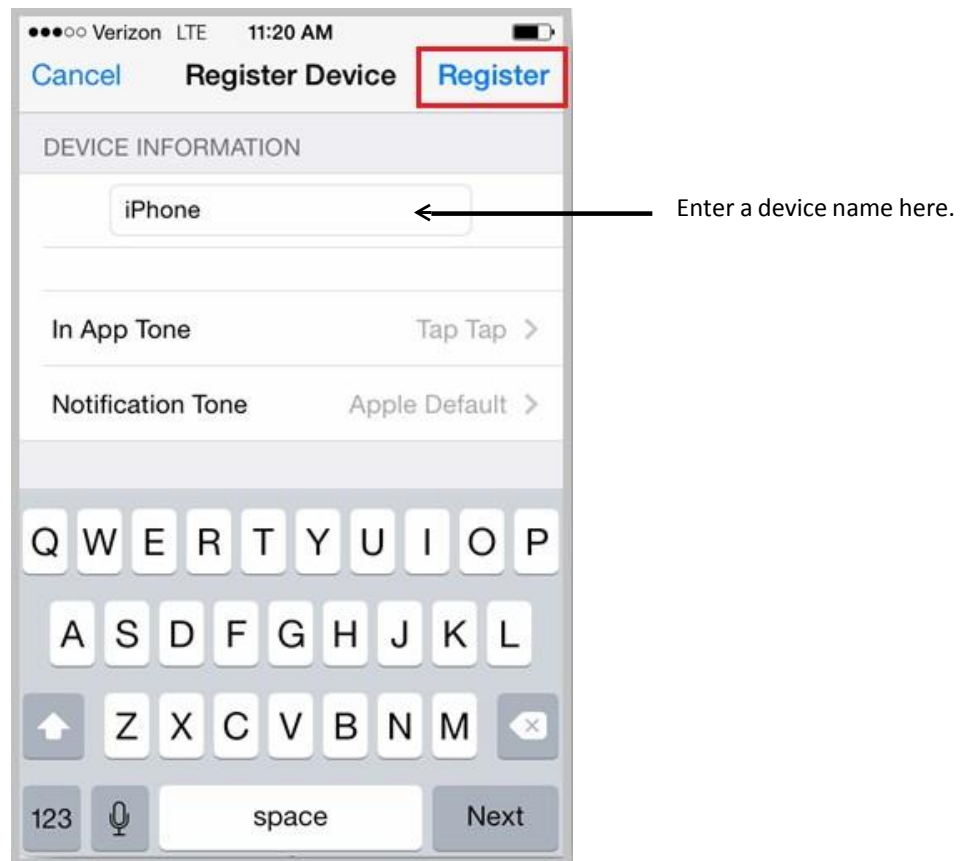 Verizon LTE 11:20 AM
Cancel Register Device Register
DEVICE INFORMATION
iPhone
Enter a device name here.
In App Tone Tap Tap >
Notification Tone Apple Default >
Q W E R T Y U I O P
A S D F G H J K L
Z X C V B N M
123 space Next